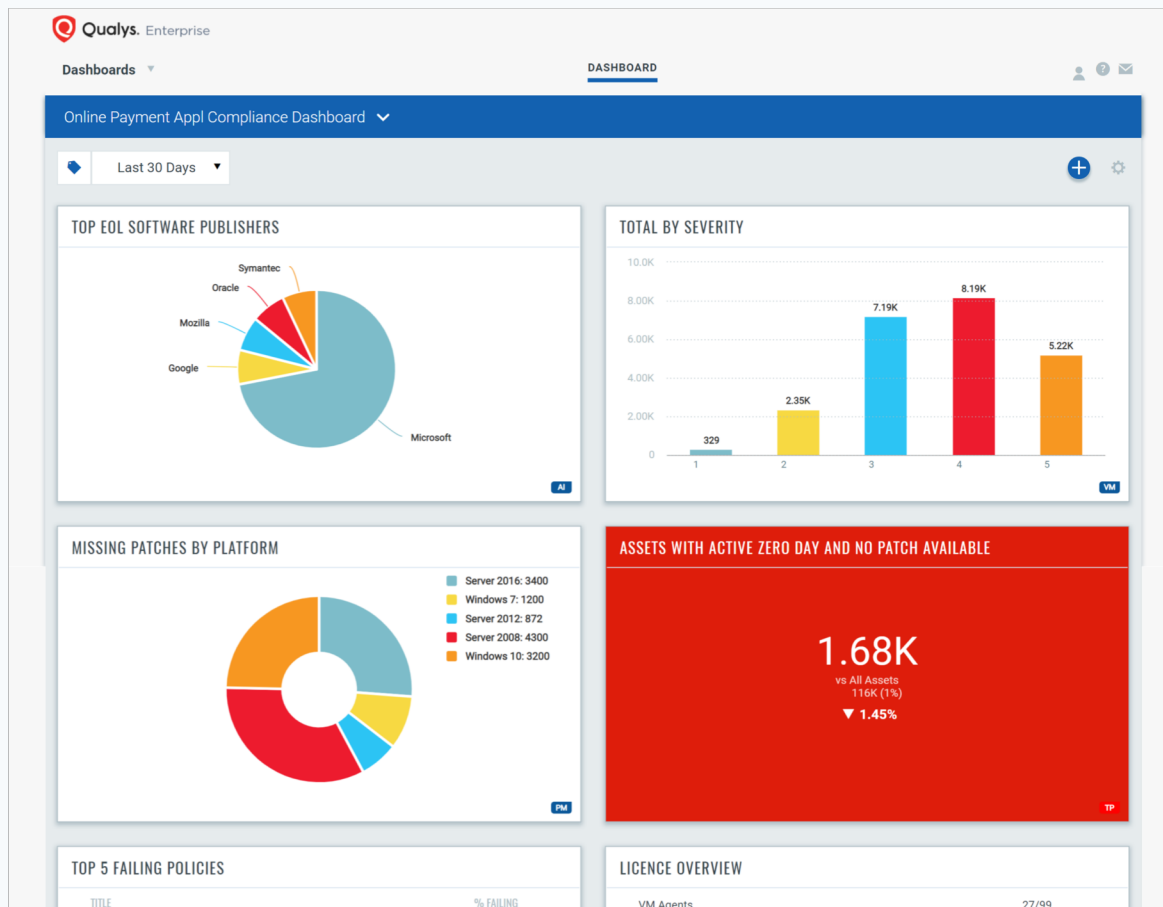 Qualys. Enterprise
Dashboards
DASHBOARD
Online Payment Appl Compliance Dashboard
Last 30 Days
TOP EOL SOFTWARE PUBLISHERS
Symantec
Oracle
Mozilla
Google
Microsoft
AI
TOTAL BY SEVERITY
10.0K
8.00K
6.00K
4.00K
2.00K
0
329
2.35K
7.19K
8.19K
5.22K
1
2
3
4
5
VM
MISSING PATCHES BY PLATFORM
Server 2016: 3400
Windows 7: 1200
Server 2012: 872
Server 2008: 4300
Windows 10: 3200
PM
ASSETS WITH ACTIVE ZERO DAY AND NO PATCH AVAILABLE
1.68K
vs All Assets
116K (1%)
▼ 1.45%
TP
TOP 5 FAILING POLICIES
TITLE
% FAILING
LICENCE OVERVIEW
VM Agents
27/99